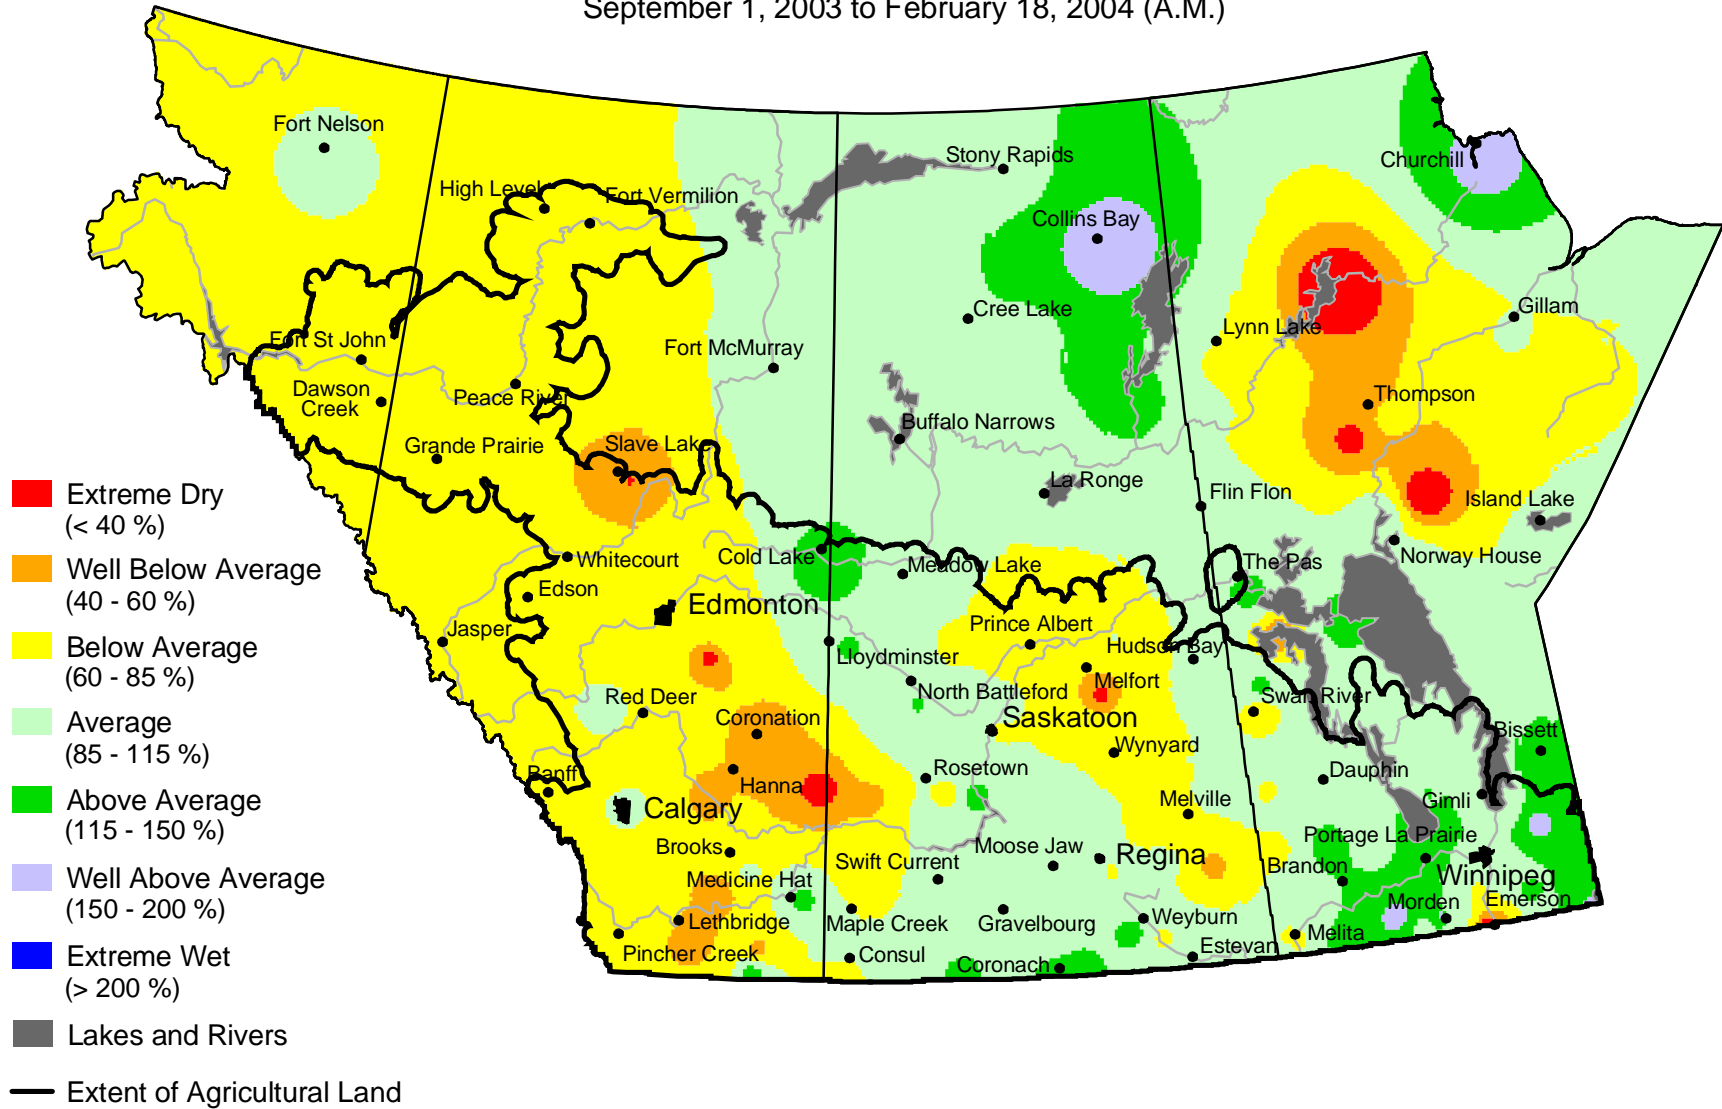 September 1, 2003 to February 18, 2004 (A.M.)
Fort Nelson
Stony Rapids
Churchill
High Level
Fort Vermilion
Collins Bay
Cree Lake
Gillam
Lynn Lake
Fort St John
Fort McMurray
Dawson
Creek
Peace River
Thompson
Buffalo Narrows
Grande Prairie
Slave Lake
La Ronge
Flin Flon
Island Lake
Extreme Dry
(< 40 %)
Well Below Average
(40 - 60 %)
Below Average
(60 - 85 %)
Average
(85 - 115 %)
Above Average
(115 - 150 %)
Well Above Average
(150 - 200 %)
Extreme Wet
(> 200 %)
Lakes and Rivers
Extent of Agricultural Land
Whitecourt
Cold Lake
Meadow Lake
The Pas
Norway House
Edson
Edmonton
Jasper
Prince Albert
Hudson Bay
Lloydminster
Red Deer
North Battleford
Melfort
Swan River
Coronation
Saskatoon
Bissett
Wynyard
Banff
Hanna
Rosetown
Dauphin
Calgary
Melville
Gimli
Brooks
Swift Current
Moose Jaw
Regina
Portage La Prairie
Brandon
Winnipeg
Medicine Hat
Lethbridge
Maple Creek
Gravelbourg
Weyburn
Morden
Emerson
Pincher Creek
Consul
Coronach
Estevan
Melita